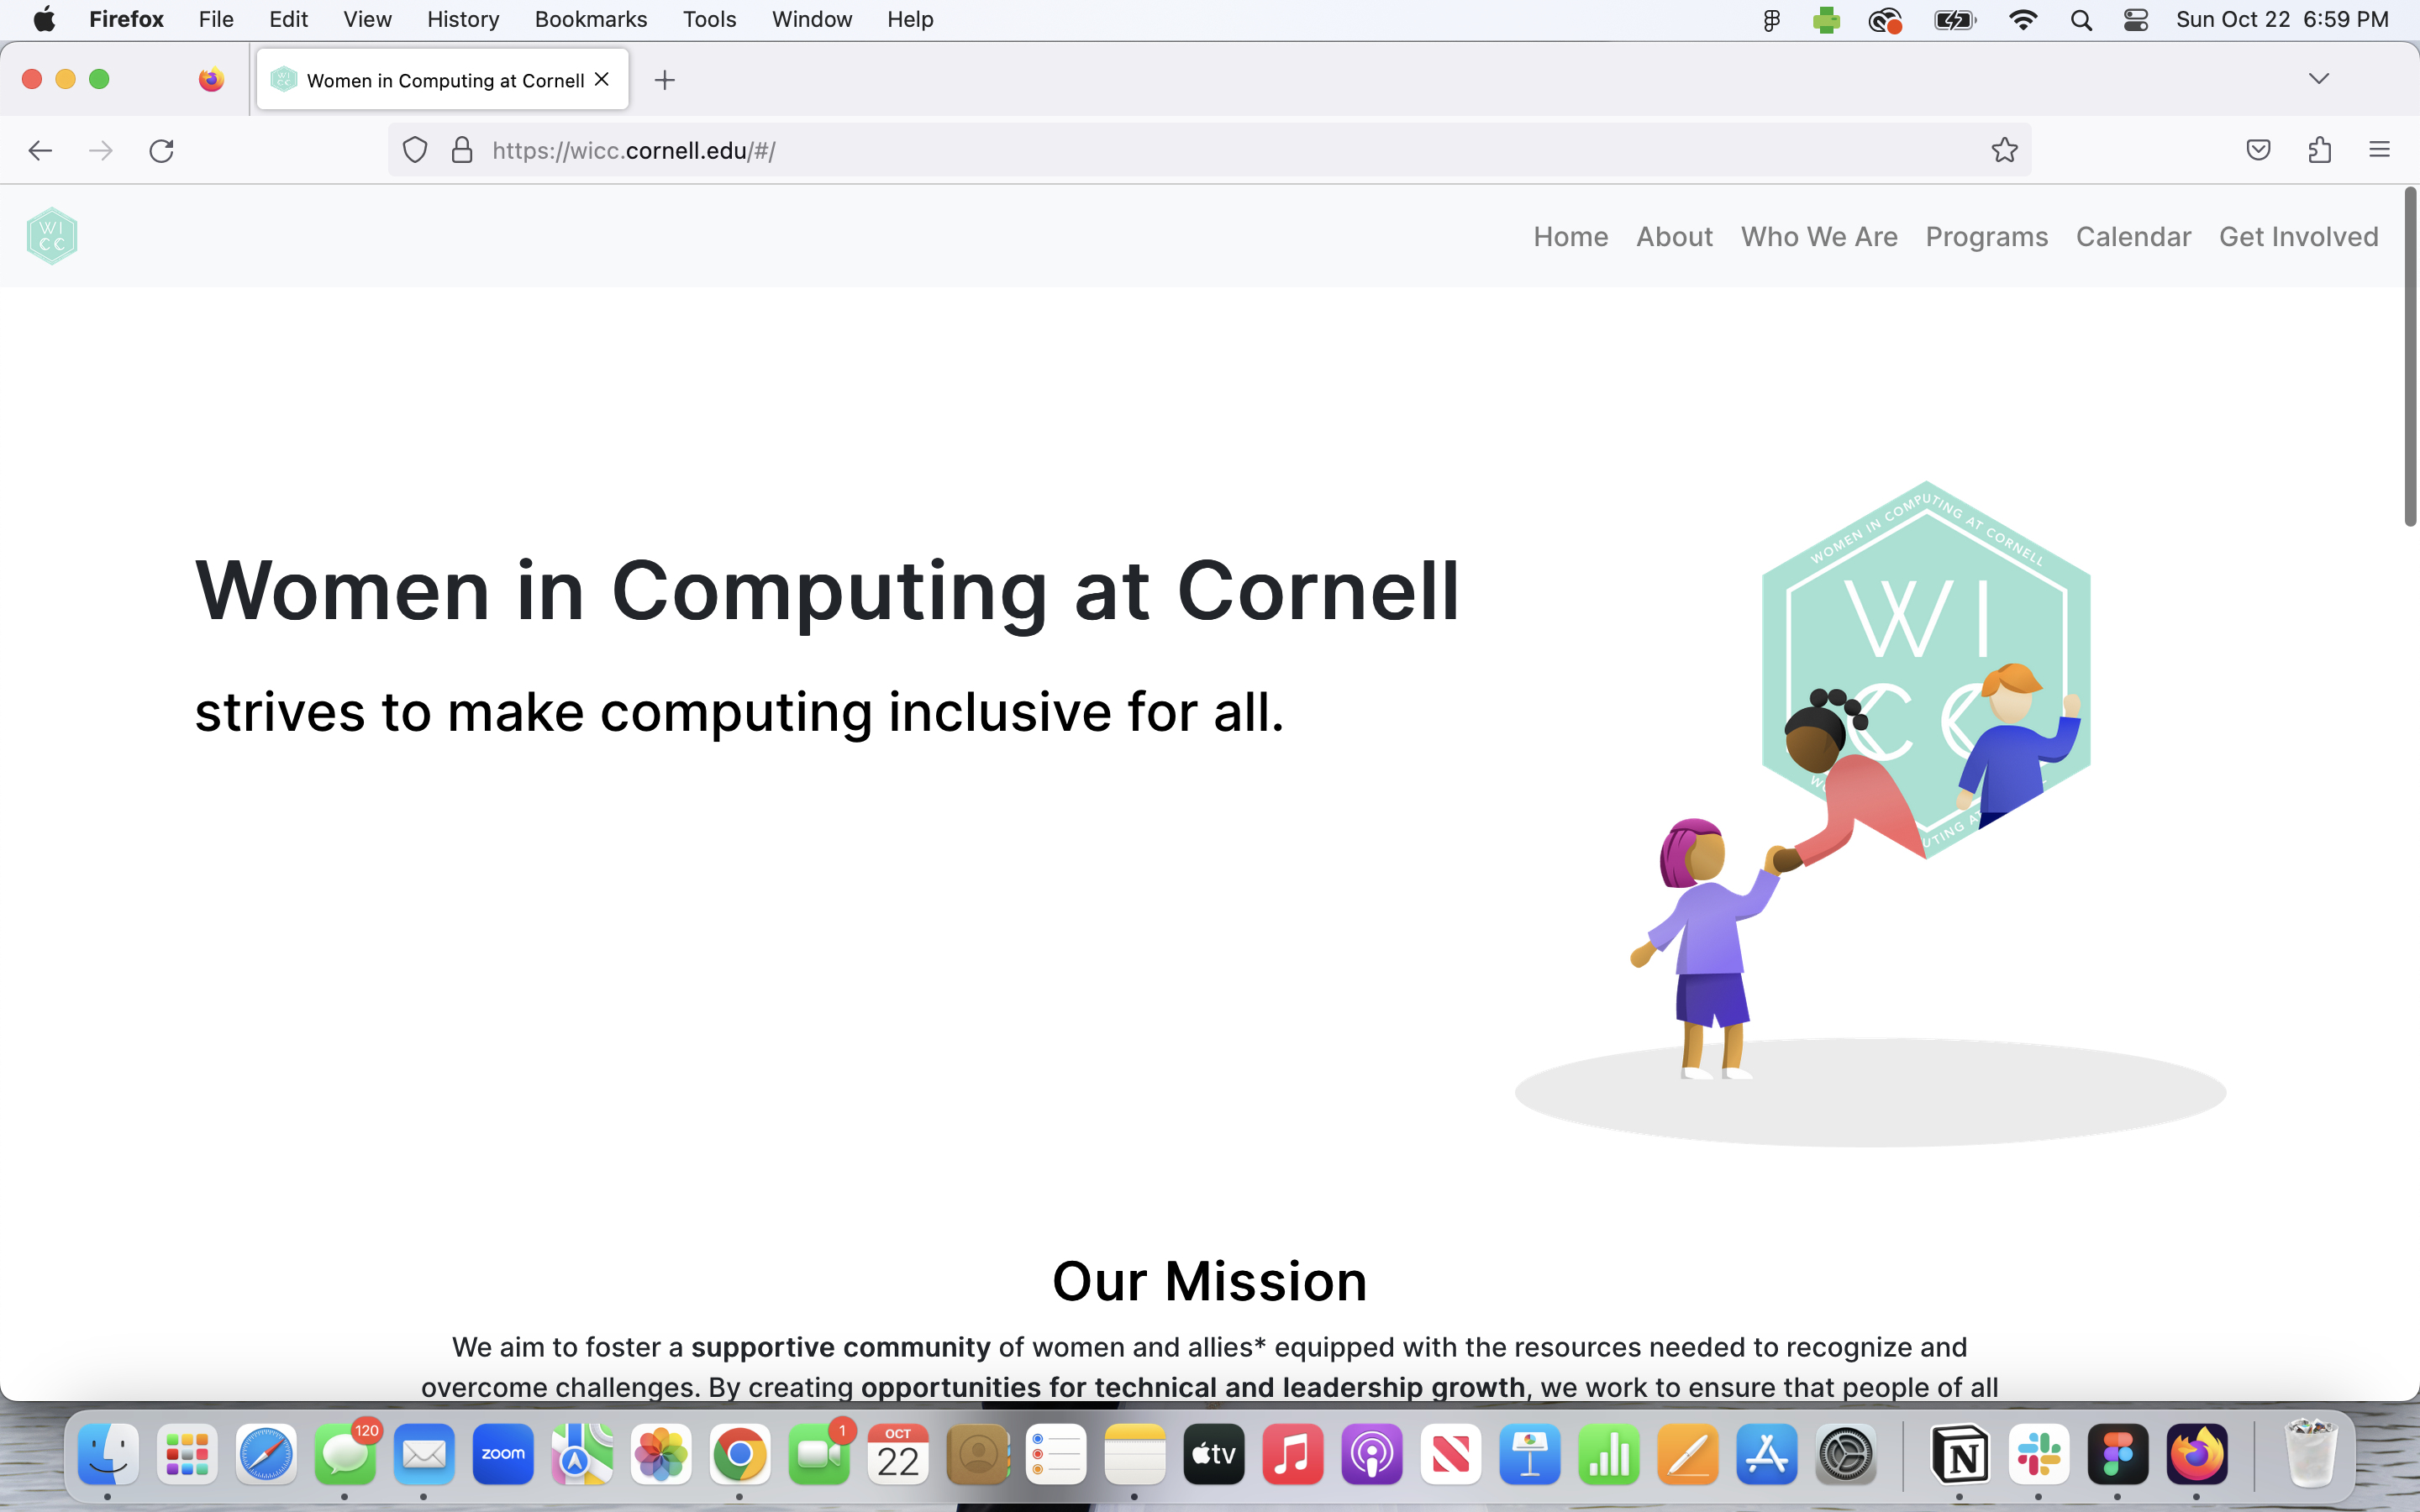 Firefox File Edit View History Bookmarks Tools Window Help Sun Oct 22 6:59 PM
Women in Computing at Cornell
https://wicc.cornell.edu/#/
WI
CC
Home About Who We Are Programs Calendar Get Involved
WOMEN IN COMPUTING AT CORNELL
WI
CC
Women in Computing at Cornell
strives to make computing inclusive for all.
Our Mission
We aim to foster a supportive community of women and allies* equipped with the resources needed to recognize and
overcome challenges. By creating opportunities for technical and leadership growth, we work to ensure that people of all
120
zoom
1
OCT
22
tv
N